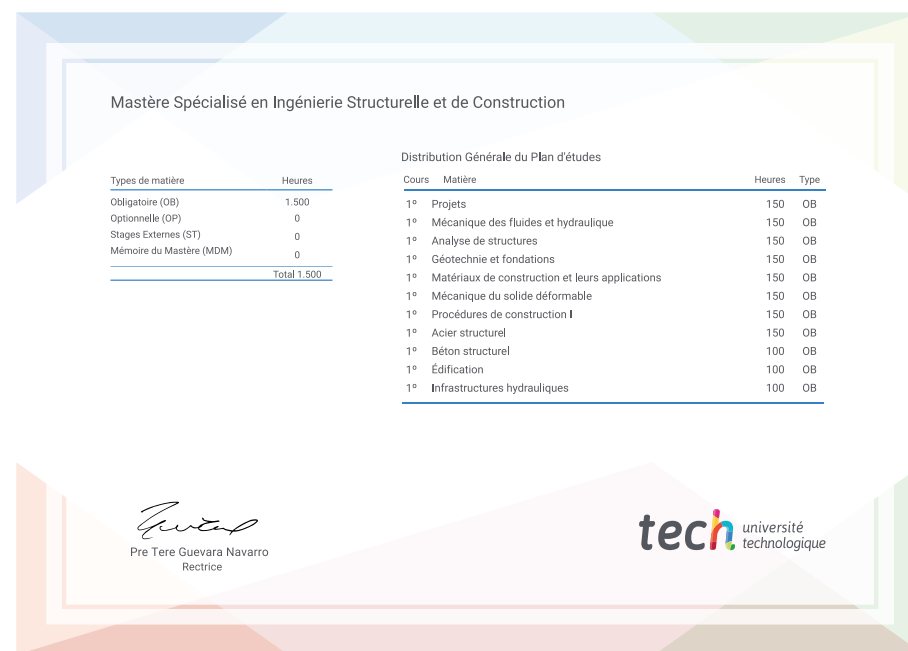 Mastère Spécialisé en Ingénierie Structurelle et de Construction
Types de matière Heures
Obligatoire (OB) 1.500
Optionnelle (OP) 0
Stages Externes (ST) 0
Mémoire du Mastère (MDM) 0
Total 1.500
Distribution Générale du Plan d'études
Cours Matière Heures Type
1º Projets 150 OB
1º Mécanique des fluides et hydraulique 150 OB
1º Analyse de structures 150 OB
1º Géotechnie et fondations 150 OB
1º Matériaux de construction et leurs applications 150 OB
1º Mécanique du solide déformable 150 OB
1º Procédures de construction I 150 OB
1º Acier structurel 150 OB
1º Béton structurel 100 OB
1º Édification 100 OB
1º Infrastructures hydrauliques 100 OB
Pre Tere Guevara Navarro
Rectrice
tech université
technologique